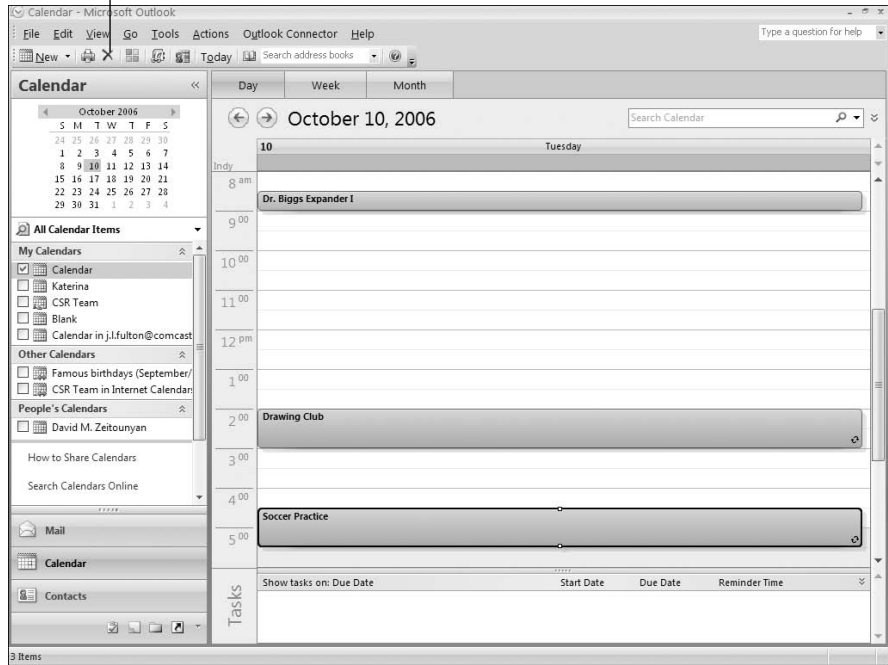 Calendar - Microsoft Outlook
File Edit View Go Tools Actions Outlook Connector Help
Type a question for help
New Today Search address books
Calendar
Day Week Month
October 2006
S M T W T F S
24 25 26 27 28 29 30
1 2 3 4 5 6 7
8 9 10 11 12 13 14
15 16 17 18 19 20 21
22 23 24 25 26 27 28
29 30 31 1 2 3 4
All Calendar Items
My Calendars
Calendar
Katerina
CSR Team
Blank
Calendar in j.l.fulton@comcast
Other Calendars
Famous birthdays (September/
CSR Team in Internet Calendars
People's Calendars
David M. Zeitounyan
How to Share Calendars
Search Calendars Online
Mail
Calendar
Contacts
October 10, 2006
Search Calendar
10 Tuesday
Indy
8 am
Dr. Biggs Expander I
9 00
10 00
11 00
12 pm
1 00
2 00
Drawing Club
3 00
4 00
Soccer Practice
5 00
Tasks
Show tasks on: Due Date Start Date Due Date Reminder Time
3 Items